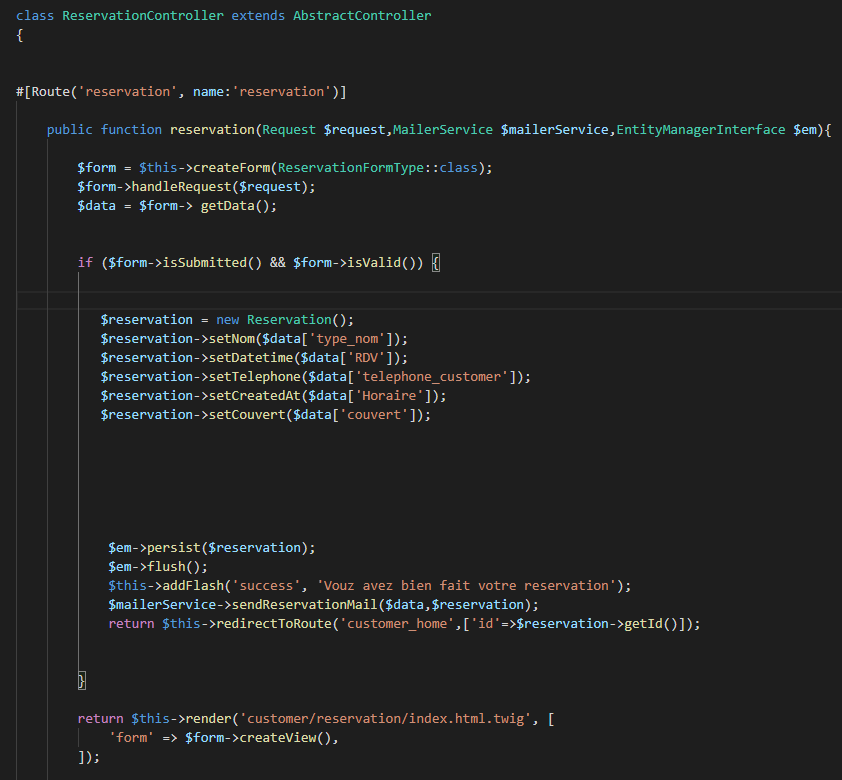 class ReservationController extends AbstractController
{
#[Route('reservation', name:'reservation')]
public function reservation(Request $request,MailerService $mailerService,EntityManagerInterface $em){
$form = $this->createForm(ReservationFormType::class);
$form->handleRequest($request);
$data = $form-> getData();
if ($form->isSubmitted() && $form->isValid()) {
$reservation = new Reservation();
$reservation->setNom($data['type_nom']);
$reservation->setDatetime($data['RDV']);
$reservation->setTelephone($data['telephone_customer']);
$reservation->setCreatedAt($data['Horaire']);
$reservation->setCouvert($data['couvert']);
$em->persist($reservation);
$em->flush();
$this->addFlash('success', 'Vouz avez bien fait votre reservation');
$mailerService->sendReservationMail($data,$reservation);
return $this->redirectToRoute('customer_home',['id'=>$reservation->getId()]);
}
return $this->render('customer/reservation/index.html.twig', [
'form' => $form->createView(),
]);